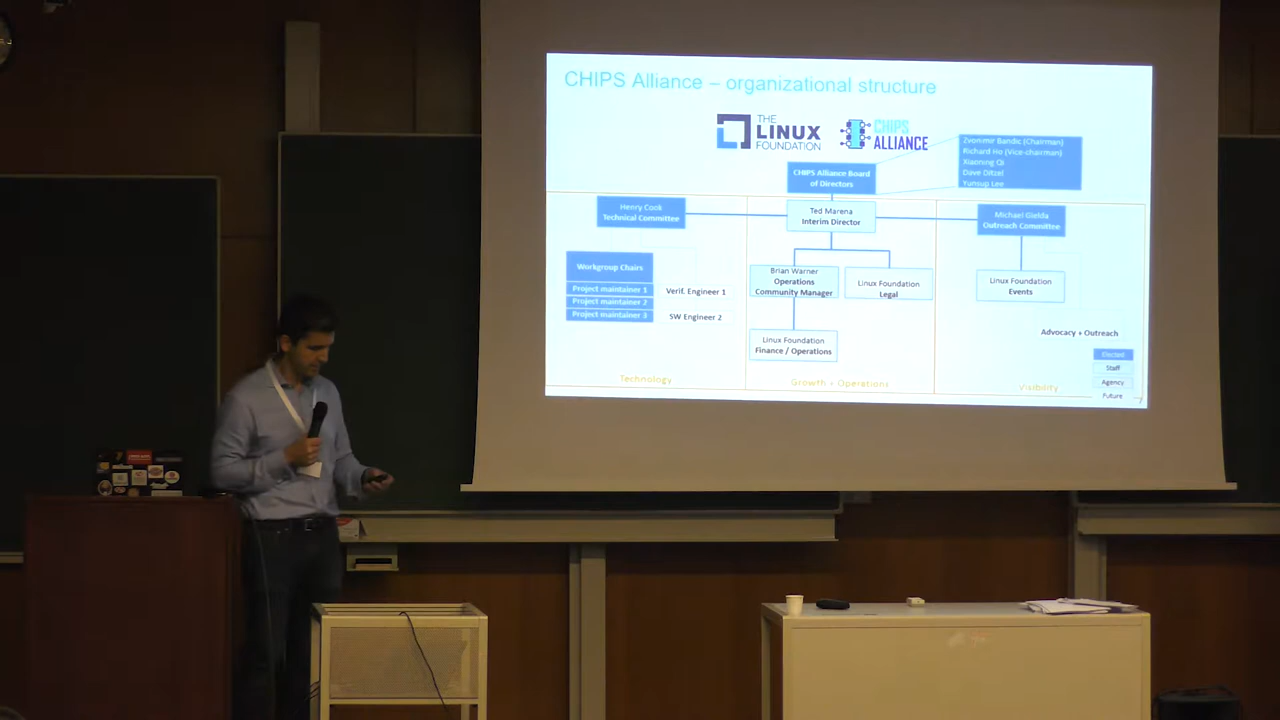 CHIPS Alliance – organizational structure
THE
LINUX
FOUNDATION
CHIPS
ALLIANCE
Zvonimir Bandic (Chairman)
Richard Ho (Vice-chairman)
Xiaoning Qi
Dave Ditzel
Yunsup Lee
CHIPS Alliance Board
of Directors
Henry Cook
Technical Committee
Ted Marena
Interim Director
Michael Gielda
Outreach Committee
Workgroup Chairs
Project maintainer 1
Project maintainer 2
Project maintainer 3
Verif. Engineer 1
SW Engineer 2
Brian Warner
Operations
Community Manager
Linux Foundation
Legal
Linux Foundation
Events
Linux Foundation
Finance / Operations
Advocacy + Outreach
Elected
Staff
Agency
Future
Technology
Growth + Operations
Visibility
7